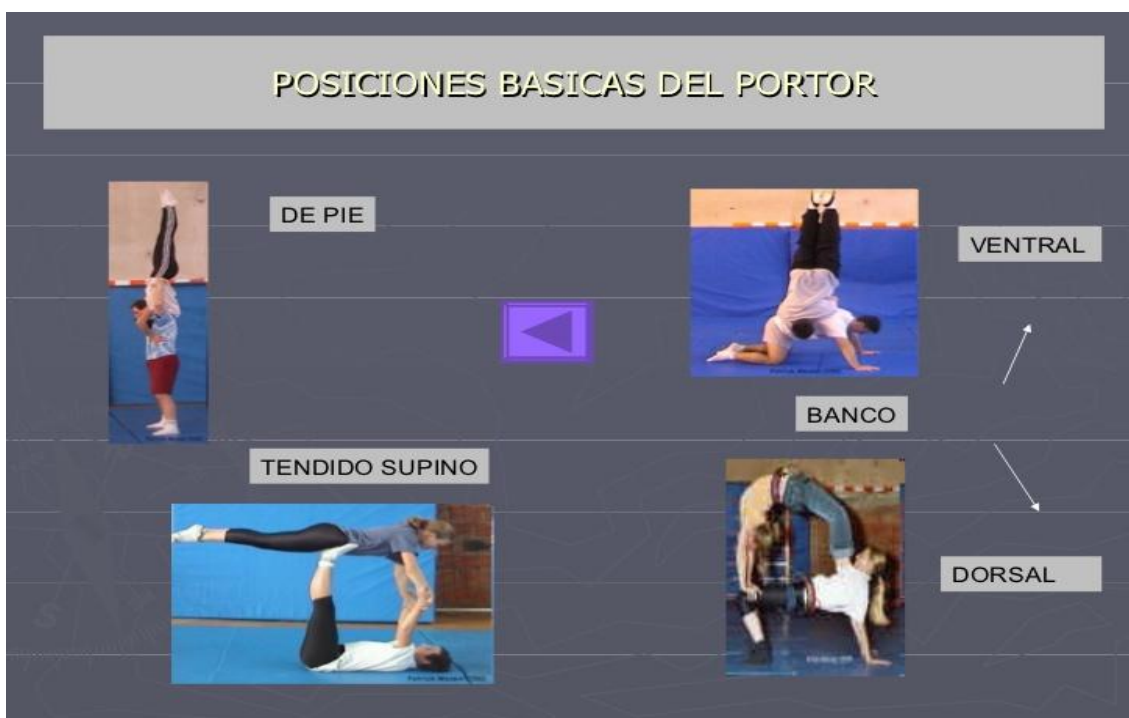 POSICIONES BASICAS DEL PORTOR
DE PIE
VENTRAL
BANCO
TENDIDO SUPINO
DORSAL